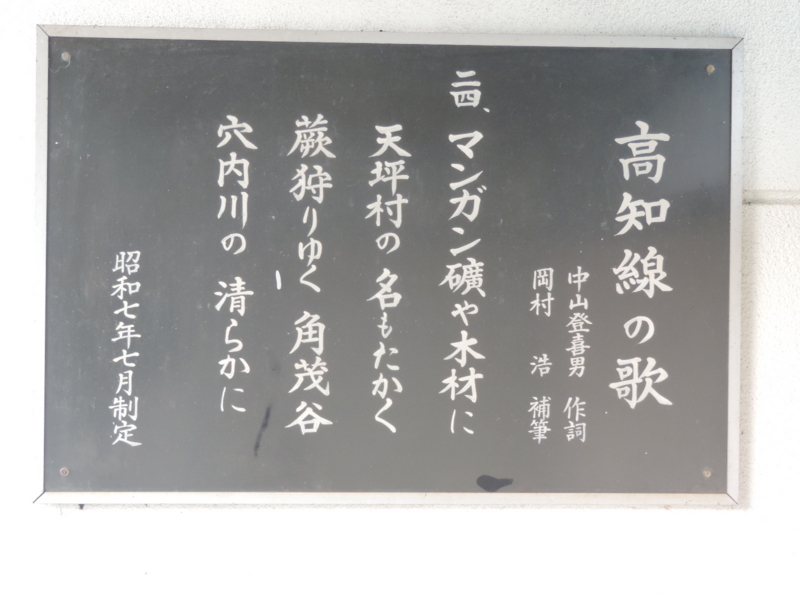 高知線の歌
中山登喜男 作詞
岡村 浩 補筆
二四、マンガン礦や木材に
天坪村の 名もたかく
蕨狩りゆく 角茂谷
穴内川の 清らかに
昭和七年七月制定